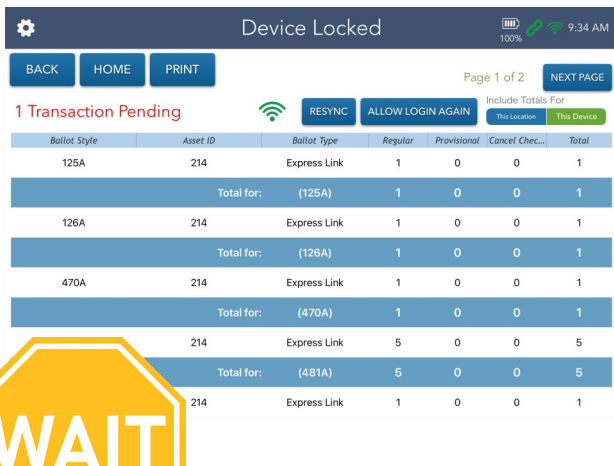 Device Locked
100%
9:34 AM
BACK HOME PRINT
Page 1 of 2
NEXT PAGE
1 Transaction Pending
RESYNC
ALLOW LOGIN AGAIN
Include Totals For
This Location This Device
Ballot Style Asset ID Ballot Type Regular Provisional Cancel Chec... Total
125A 214 Express Link 1 0 0 1
Total for: (125A) 1 0 0 1
126A 214 Express Link 1 0 0 1
Total for: (126A) 1 0 0 1
470A 214 Express Link 1 0 0 1
Total for: (470A) 1 0 0 1
214 Express Link 5 0 0 5
Total for: (481A) 5 0 0 5
214 Express Link 1 0 0 1
WAIT